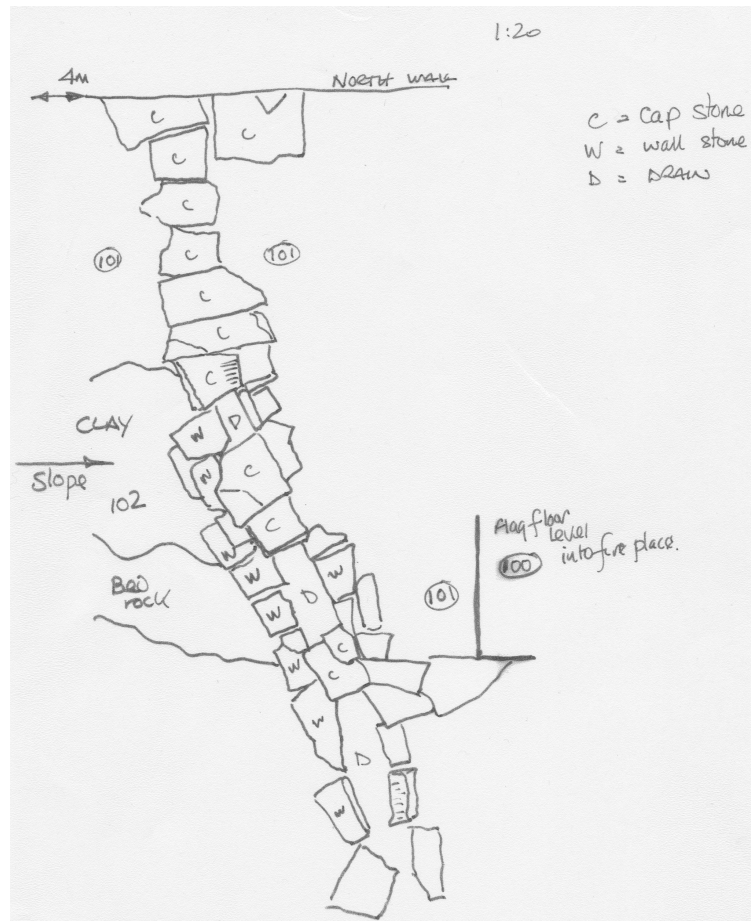 1:20
4M
NORTH WALL
C = Cap stone
W = wall stone
D = DRAIN
C
C
C
C
101
C
101
C
C
C
CLAY
D
W
C
W
Slope
102
Flag floor
level
into fire place.
100
C
W
W
W
Bed
rock
D
101
W
C
W
C
W
D
W